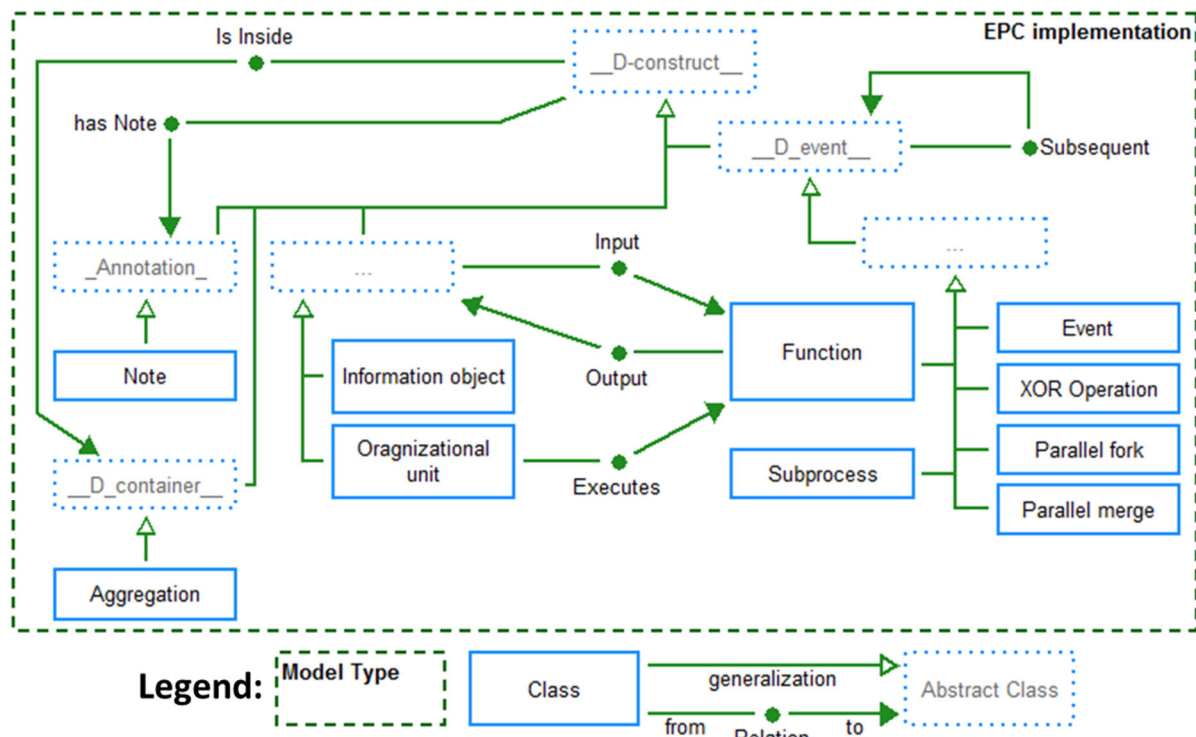 EPC implementation
Is Inside
__D-construct__
has Note
__D_event__
Subsequent
_Annotation_
...
Input
...
Note
Information object
Output
Function
Event
XOR Operation
Oragnizational
unit
Executes
Subprocess
Parallel fork
Parallel merge
__D_container__
Aggregation
Legend:
Model Type
Class
generalization
Abstract Class
from
Relation
to